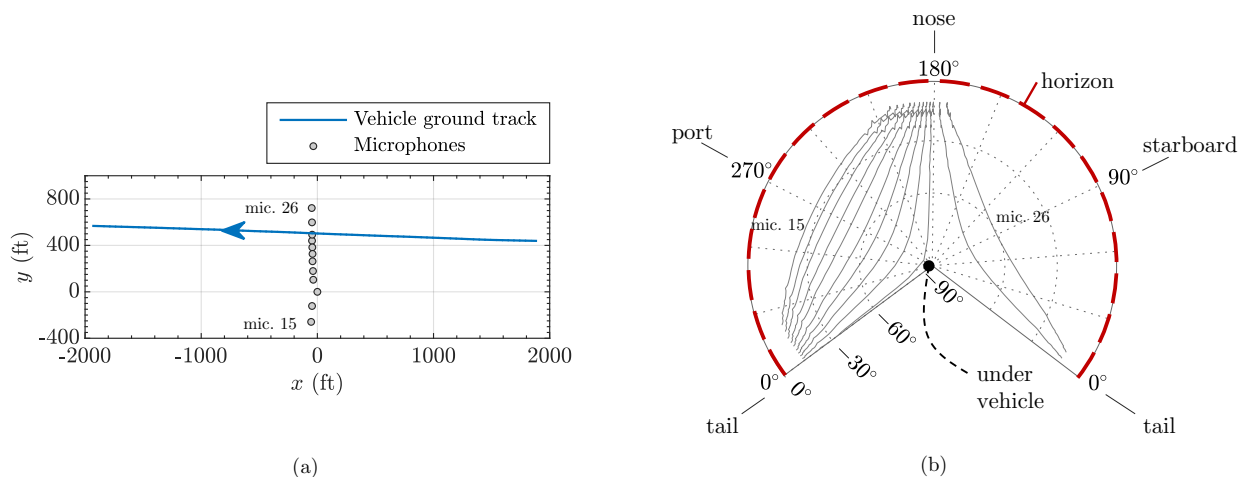 Vehicle ground track
Microphones
800
400
0
-400
y (ft)
mic. 26
mic. 15
-2000
-1000
0
1000
2000
x (ft)
(a)
nose
180°
horizon
port
270°
starboard
90°
mic. 15
mic. 26
−90°
−60°
−30°
0°
0°
0°
tail
tail
under
vehicle
(b)